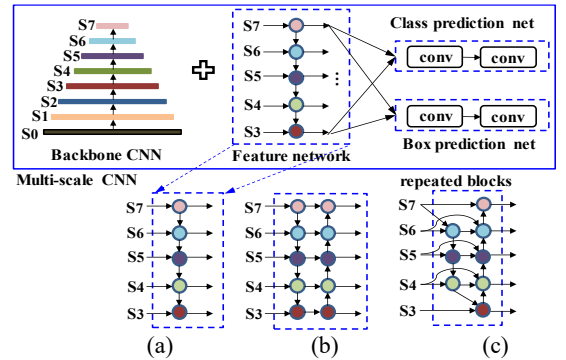 S7
S6
S5
S4
S3
S2
S1
S0
Backbone CNN
S7
S6
S5
S4
S3
Feature network
Class prediction net
conv conv
conv conv
Box prediction net
Multi-scale CNN
S7
S6
S5
S4
S3
(a)
S7
S6
S5
S4
S3
(b)
repeated blocks
S7
S6
S5
S4
S3
(c)